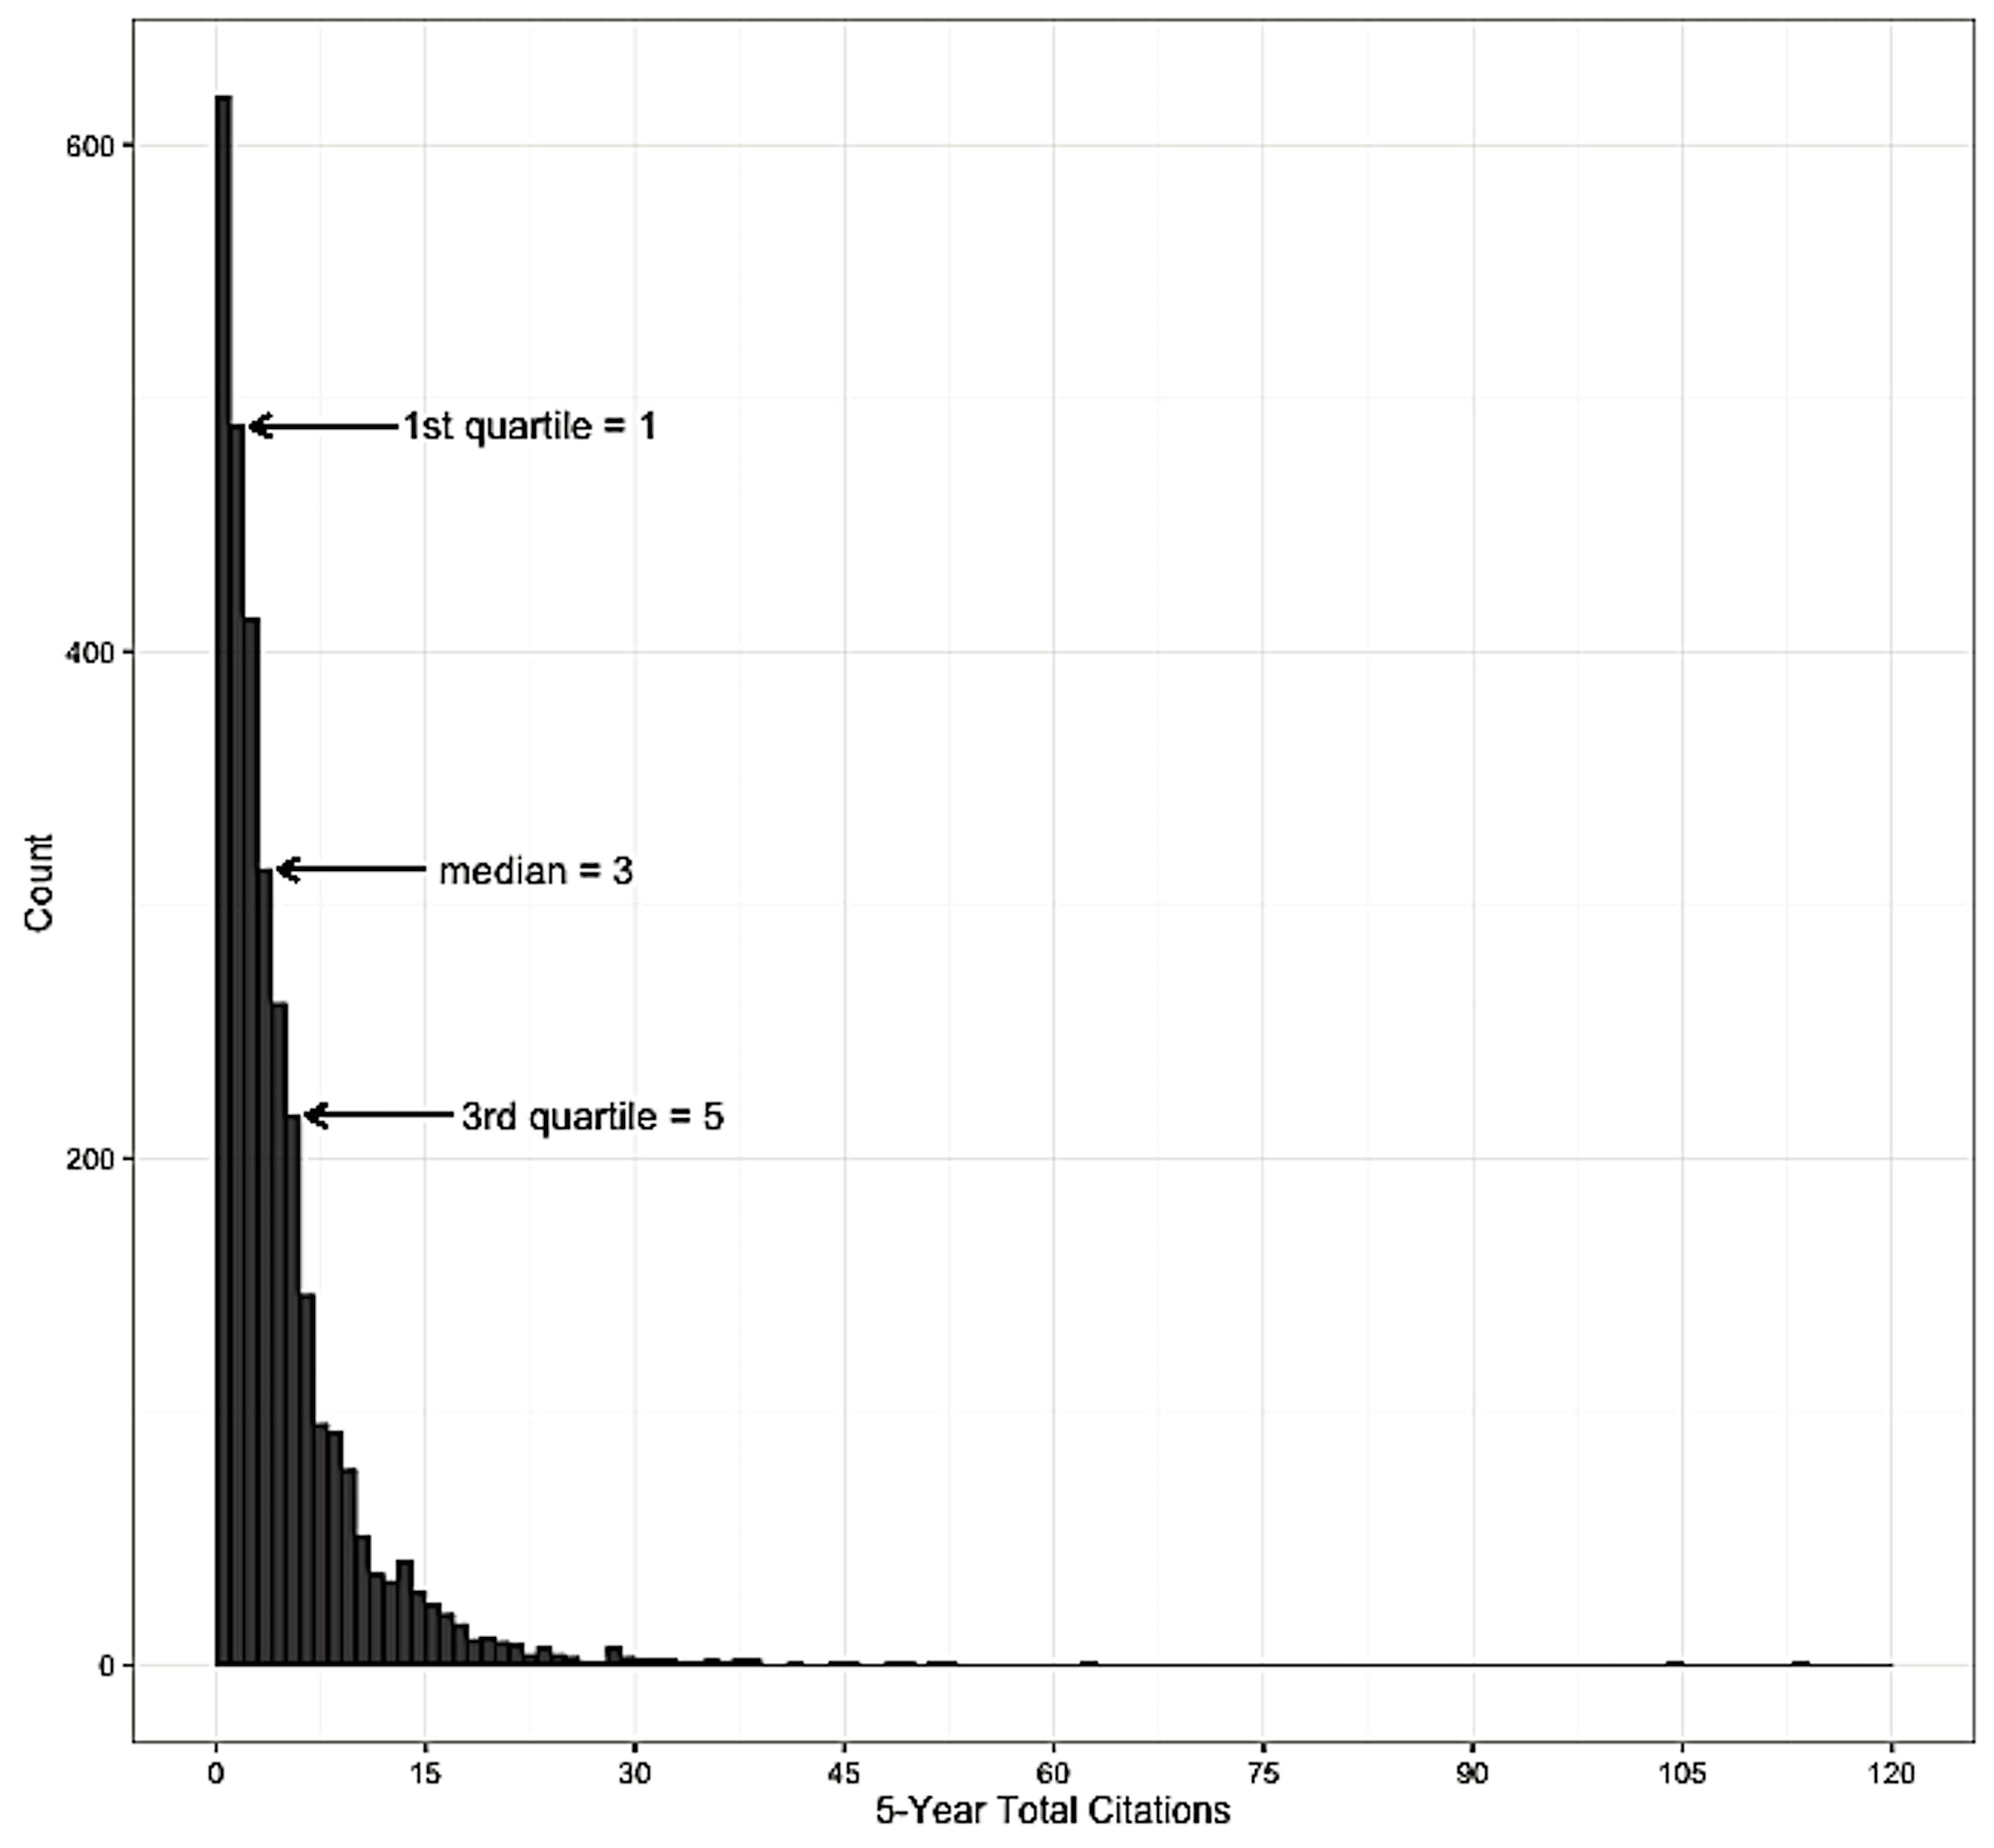 600
1st quartile = 1
400
median = 3
Count
3rd quartile = 5
200
0
0 15 30 45 60 75 90 105 120
5-Year Total Citations